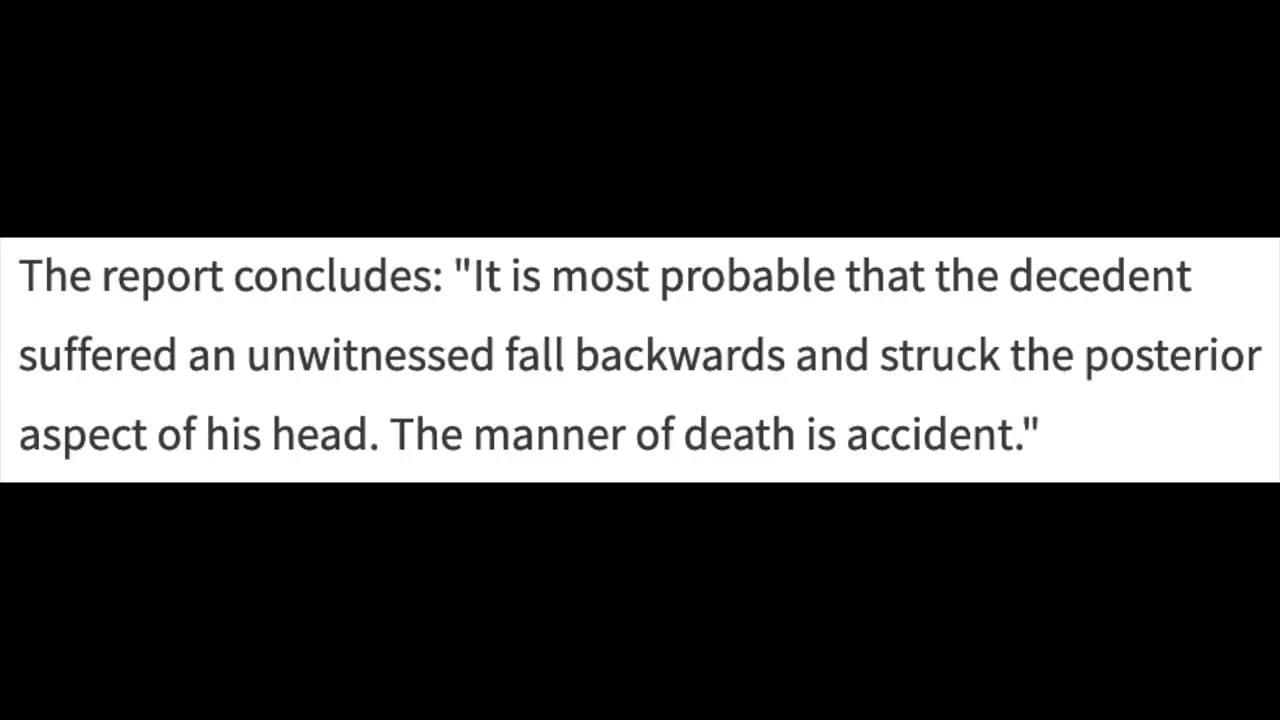 The report concludes: "It is most probable that the decedent
suffered an unwitnessed fall backwards and struck the posterior
aspect of his head. The manner of death is accident."